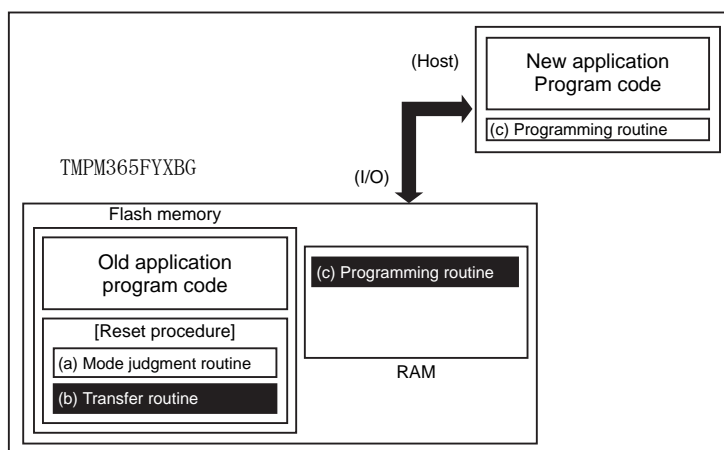 (Host)
New application
Program code
(c) Programming routine
TMPM365FYXBG
(I/O)
Flash memory
Old application
program code
[Reset procedure]
(a) Mode judgment routine
(b) Transfer routine
(c) Programming routine
RAM